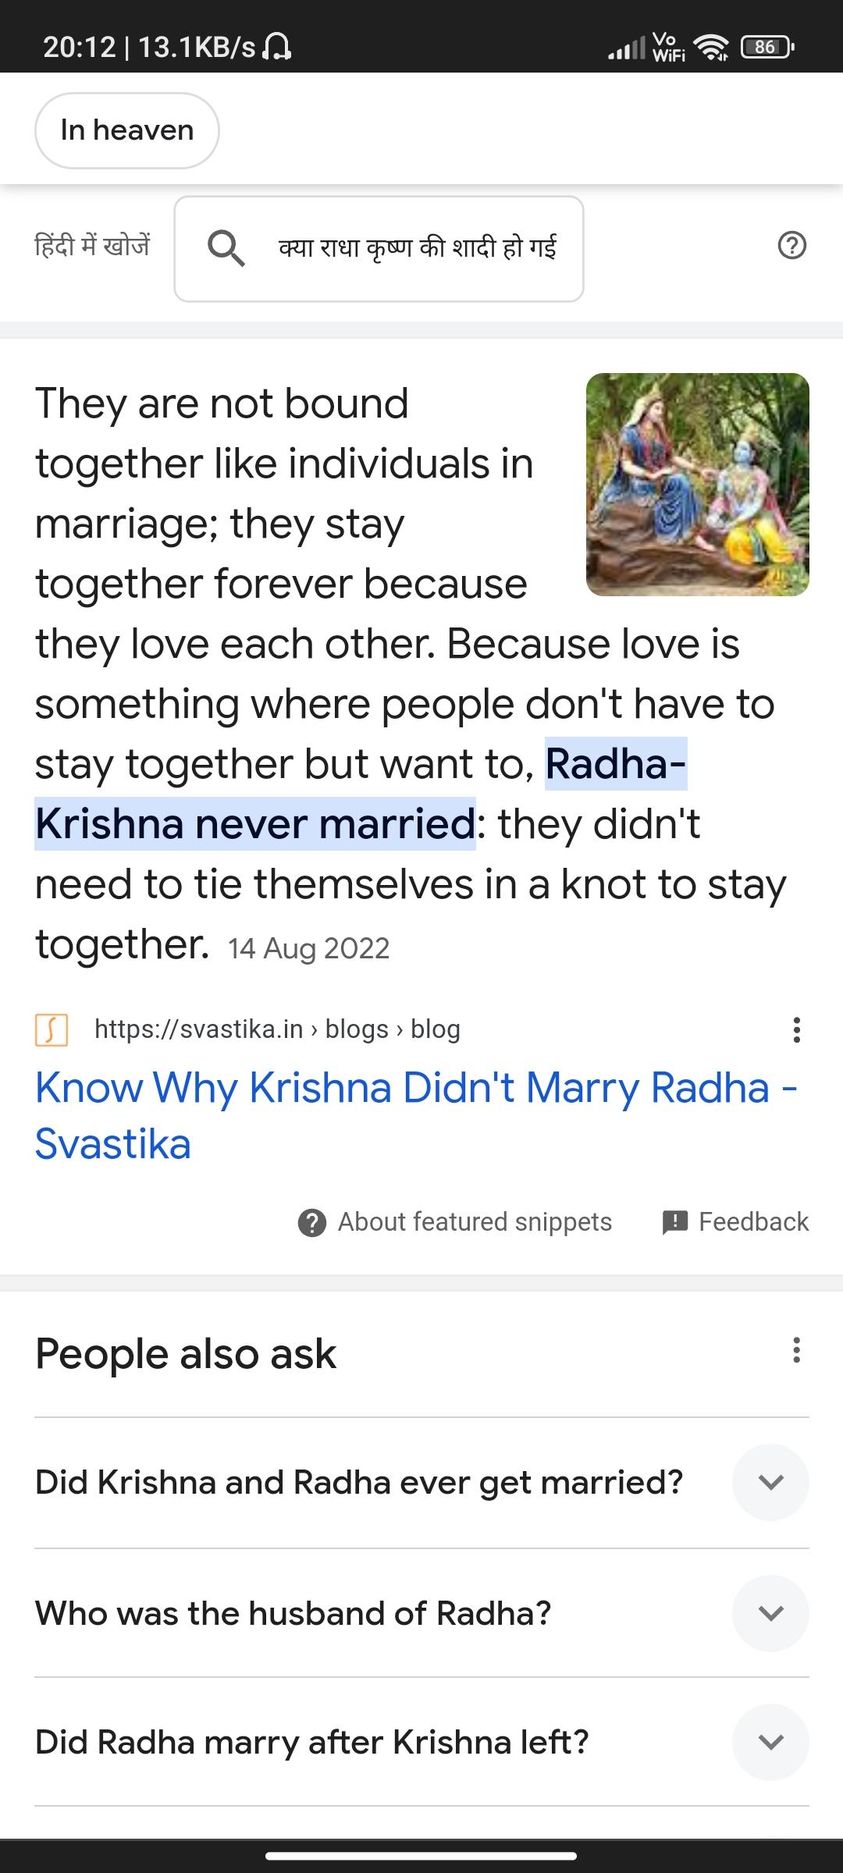 20:12 | 13.1KB/s
Vo
WiFi
86
In heaven
हिंदी में खोजें
क्या राधा कृष्ण की शादी हो गई
They are not bound
together like individuals in
marriage; they stay
together forever because
they love each other. Because love is
something where people don't have to
stay together but want to, Radha-
Krishna never married: they didn't
need to tie themselves in a knot to stay
together. 14 Aug 2022
https://svastika.in › blogs › blog
Know Why Krishna Didn't Marry Radha -
Svastika
About featured snippets
Feedback
People also ask
Did Krishna and Radha ever get married?
Who was the husband of Radha?
Did Radha marry after Krishna left?